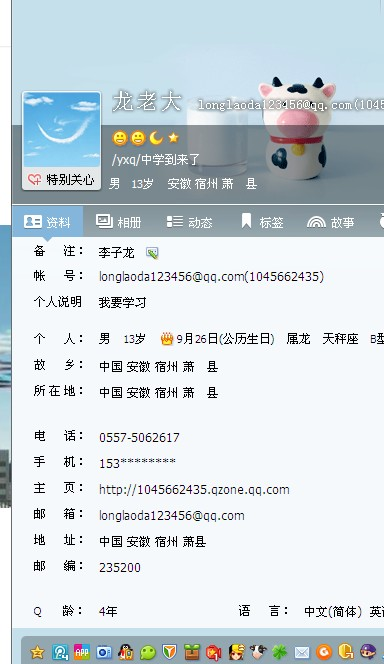 龙老大 longlaoda123456@qq.com(1045
/yxq/中学到来了
特别关心 男 13岁 安徽 宿州 萧 县
资料 相册 动态 标签 故事
备 注： 李子龙
帐 号： longlaoda123456@qq.com(1045662435)
个人说明 我要学习
个 人： 男 13岁 9月26日(公历生日) 属龙 天秤座 B型
故 乡： 中国 安徽 宿州 萧 县
所在地： 中国 安徽 宿州 萧 县
电 话： 0557-5062617
手 机： 153********
主 页： http://1045662435.qzone.qq.com
邮 箱： longlaoda123456@qq.com
地 址： 中国 安徽 宿州 萧县
邮 编： 235200
Q 龄： 4年 语 言： 中文(简体) 英